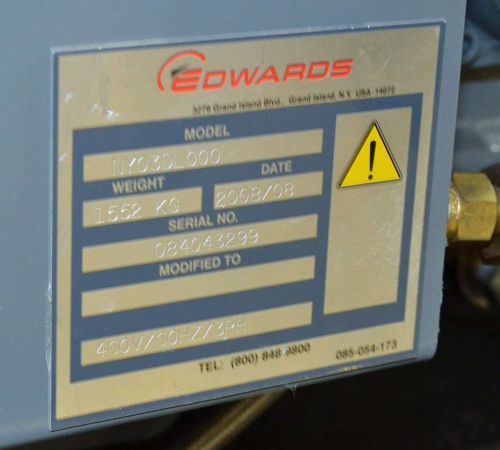 EDWARDS
3279 Grand Island Blvd., Grand Island, N.Y. USA 14072
MODEL
NY03DL000
WEIGHT DATE
1552 KG 2008/08
SERIAL NO.
084043299
MODIFIED TO
400V/50HZ/3PH
TEL: (800) 848-9800 085-054-173